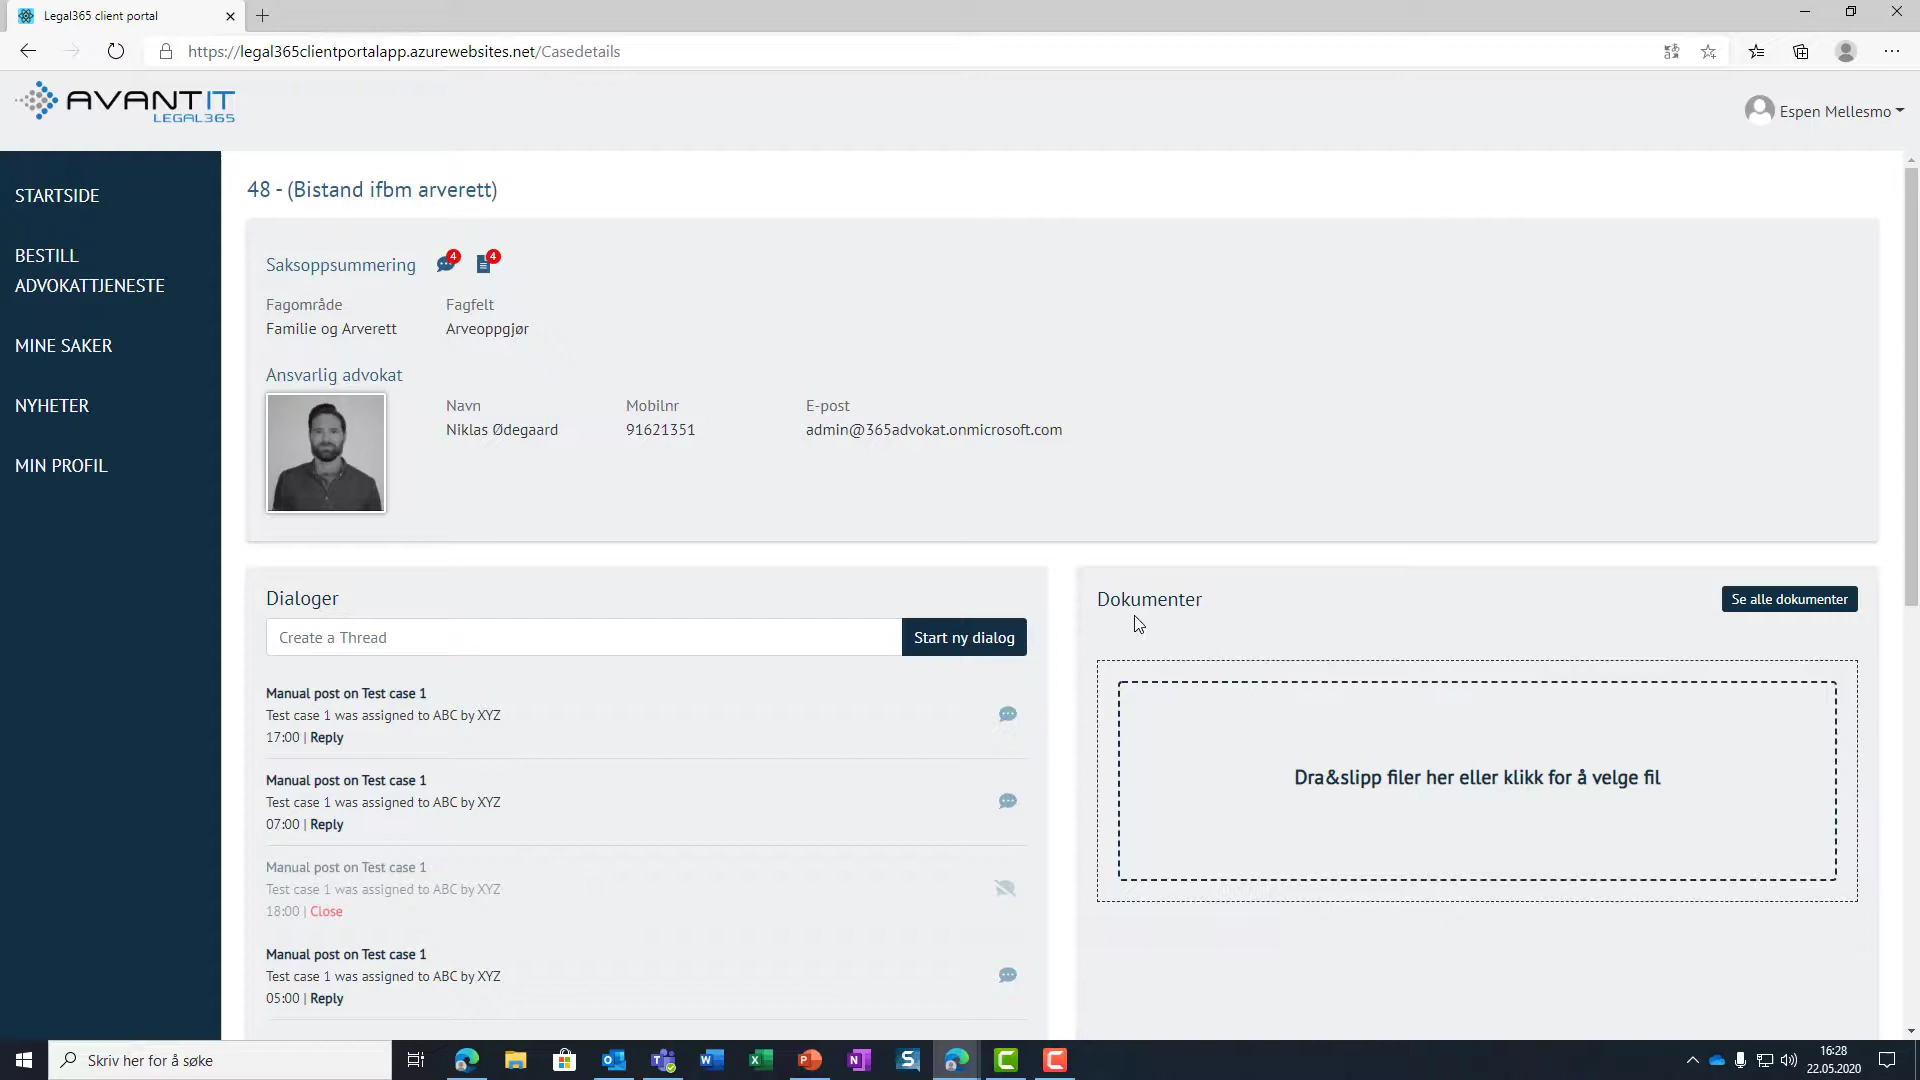 Legal365 client portal
https://legal365clientportalapp.azurewebsites.net/Casedetails
AVANTIT
LEGAL365
Espen Mellesmo
STARTSIDE
BESTILL
ADVOKATTJENESTE
MINE SAKER
NYHETER
MIN PROFIL
48 - (Bistand ifbm arverett)
Saksoppsummering 4 4
Fagområde Fagfelt
Familie og Arverett Arveoppgjør
Ansvarlig advokat
Navn Mobilnr E-post
Niklas Ødegaard 91621351 admin@365advokat.onmicrosoft.com
Dialoger
Create a Thread Start ny dialog
Manual post on Test case 1
Test case 1 was assigned to ABC by XYZ
17:00 | Reply
Manual post on Test case 1
Test case 1 was assigned to ABC by XYZ
07:00 | Reply
Manual post on Test case 1
Test case 1 was assigned to ABC by XYZ
18:00 | Close
Manual post on Test case 1
Test case 1 was assigned to ABC by XYZ
05:00 | Reply
Dokumenter Se alle dokumenter
Dra&slipp filer her eller klikk for å velge fil
Skriv her for å søke
16:28
22.05.2020